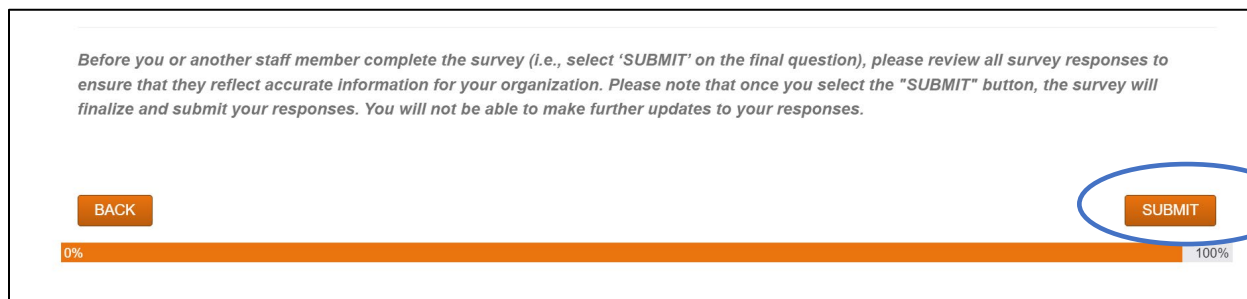 Before you or another staff member complete the survey (i.e., select ‘SUBMIT’ on the final question), please review all survey responses to
ensure that they reflect accurate information for your organization. Please note that once you select the "SUBMIT" button, the survey will
finalize and submit your responses. You will not be able to make further updates to your responses.
BACK
SUBMIT
0%
100%